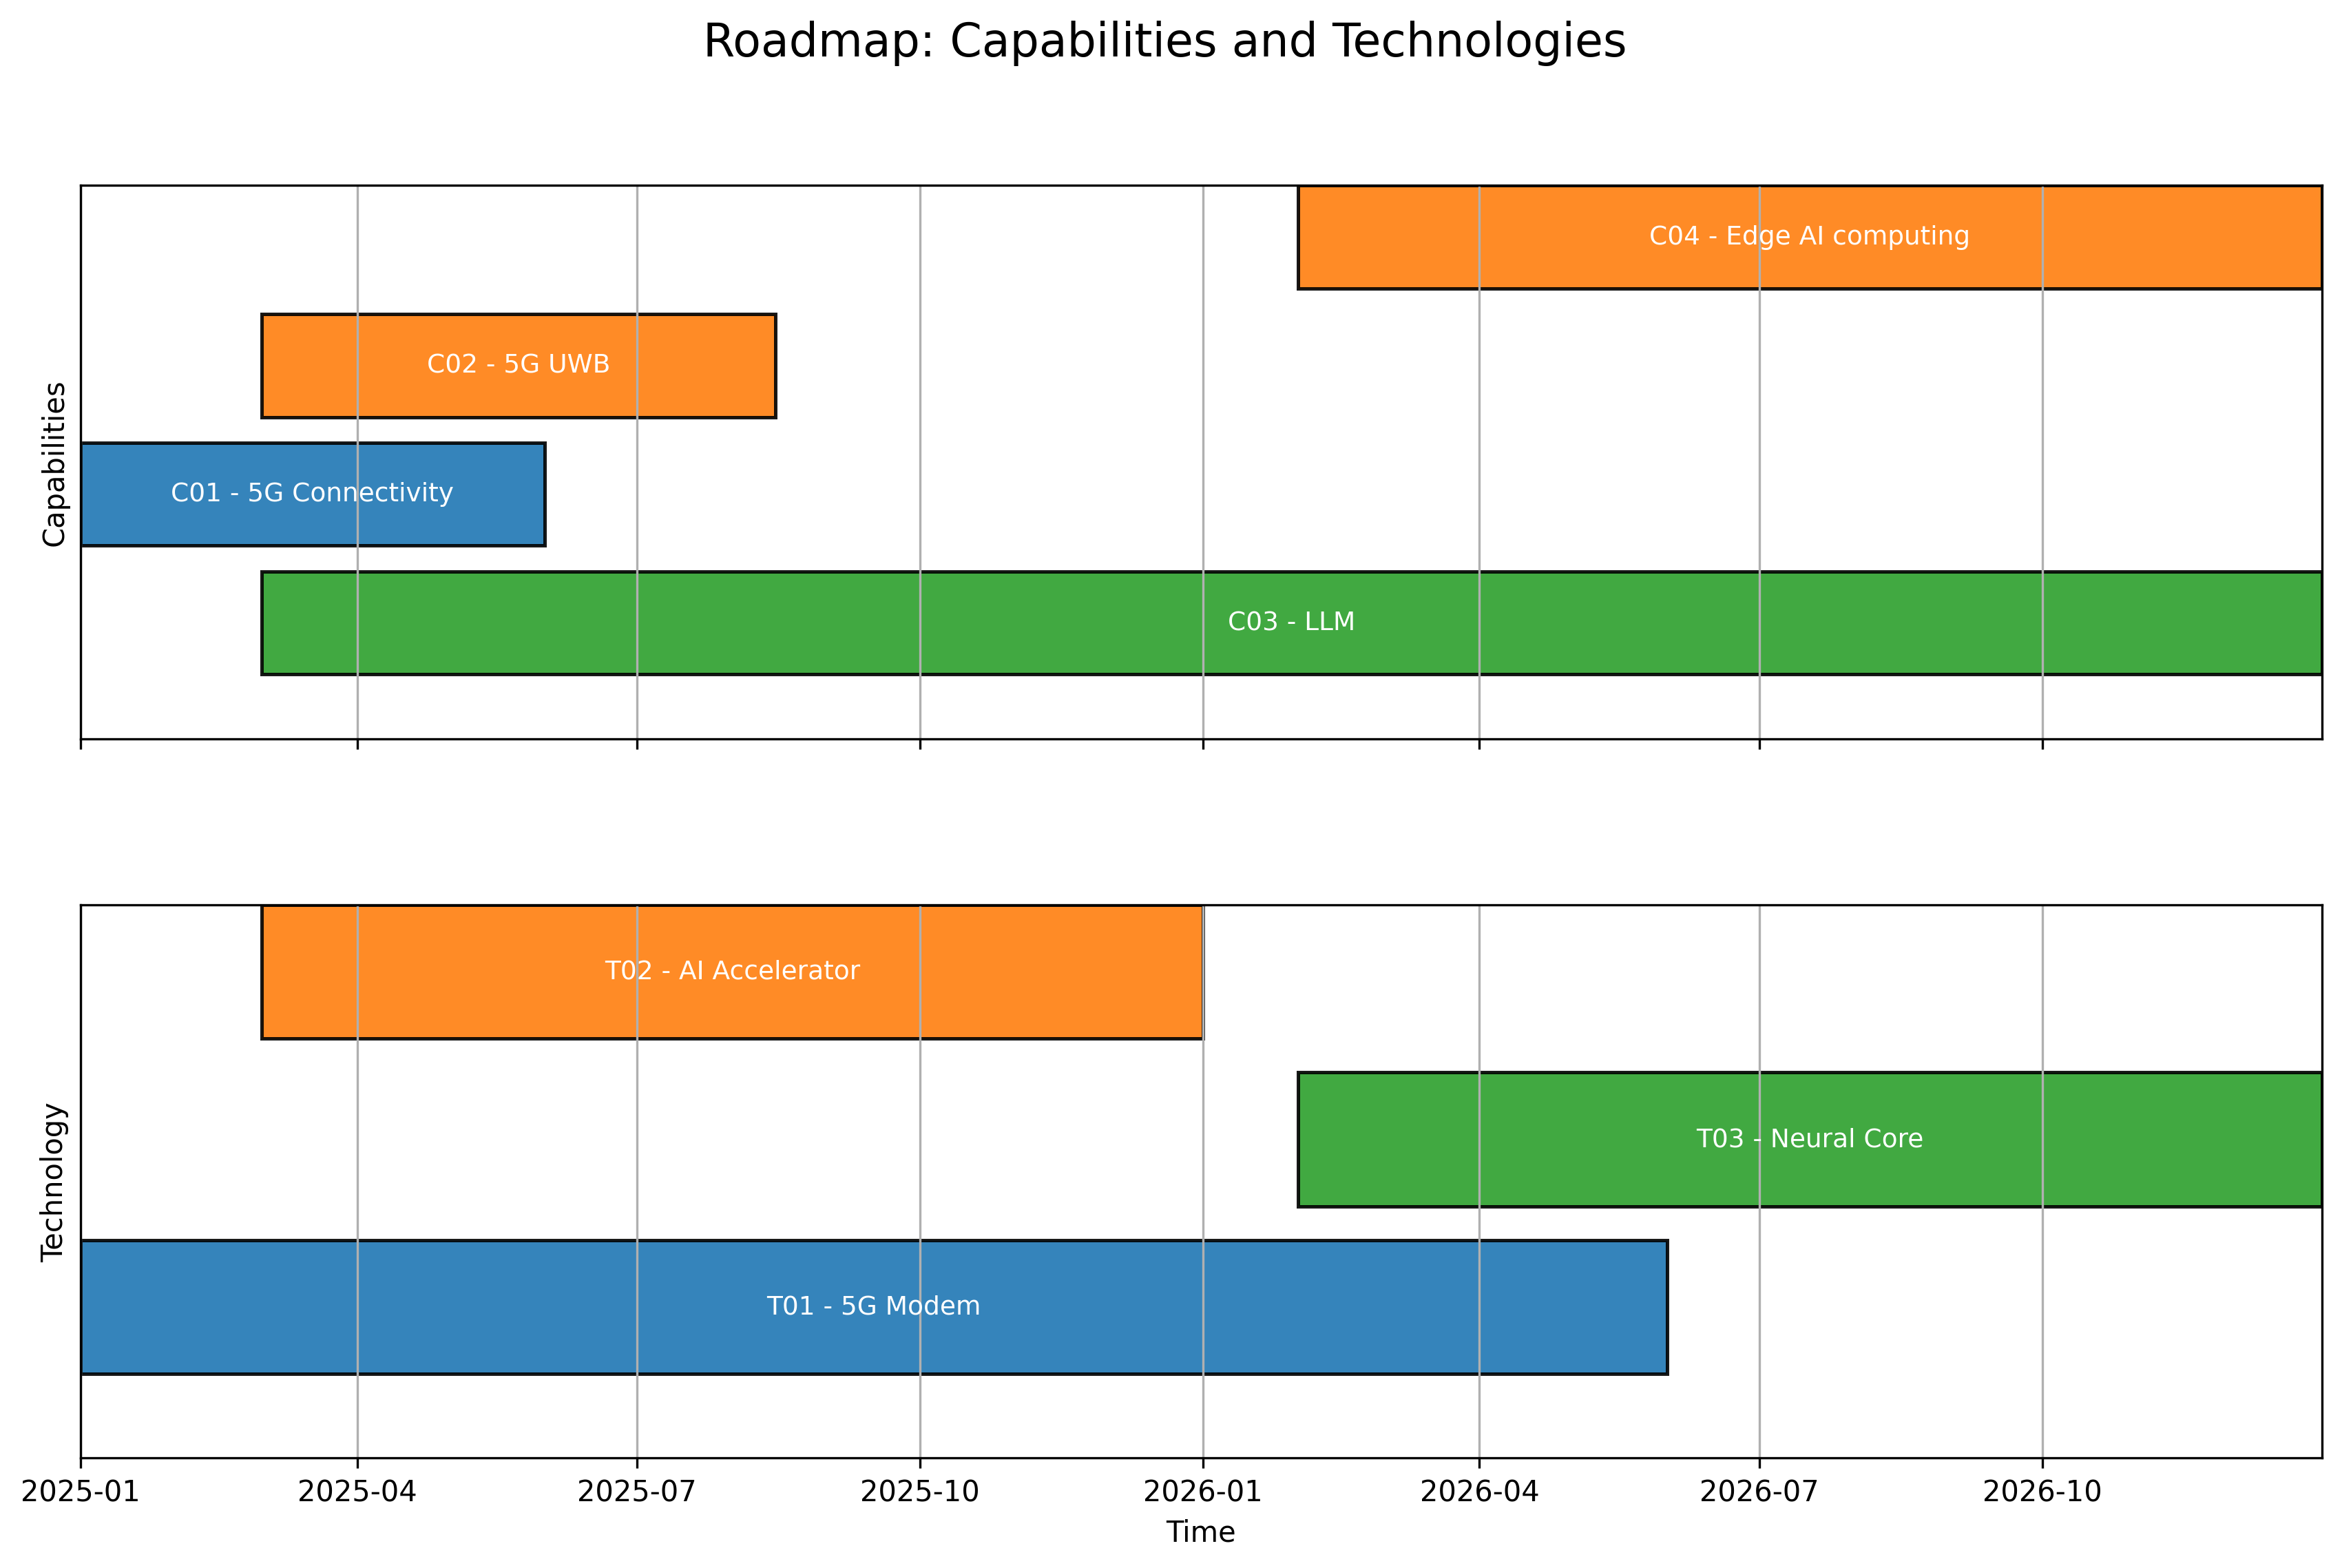 Roadmap: Capabilities and Technologies
Capabilities
C04 - Edge AI computing
C02 - 5G UWB
C01 - 5G Connectivity
C03 - LLM
Technology
T02 - AI Accelerator
T03 - Neural Core
T01 - 5G Modem
2025-01 2025-04 2025-07 2025-10 2026-01 2026-04 2026-07 2026-10
Time